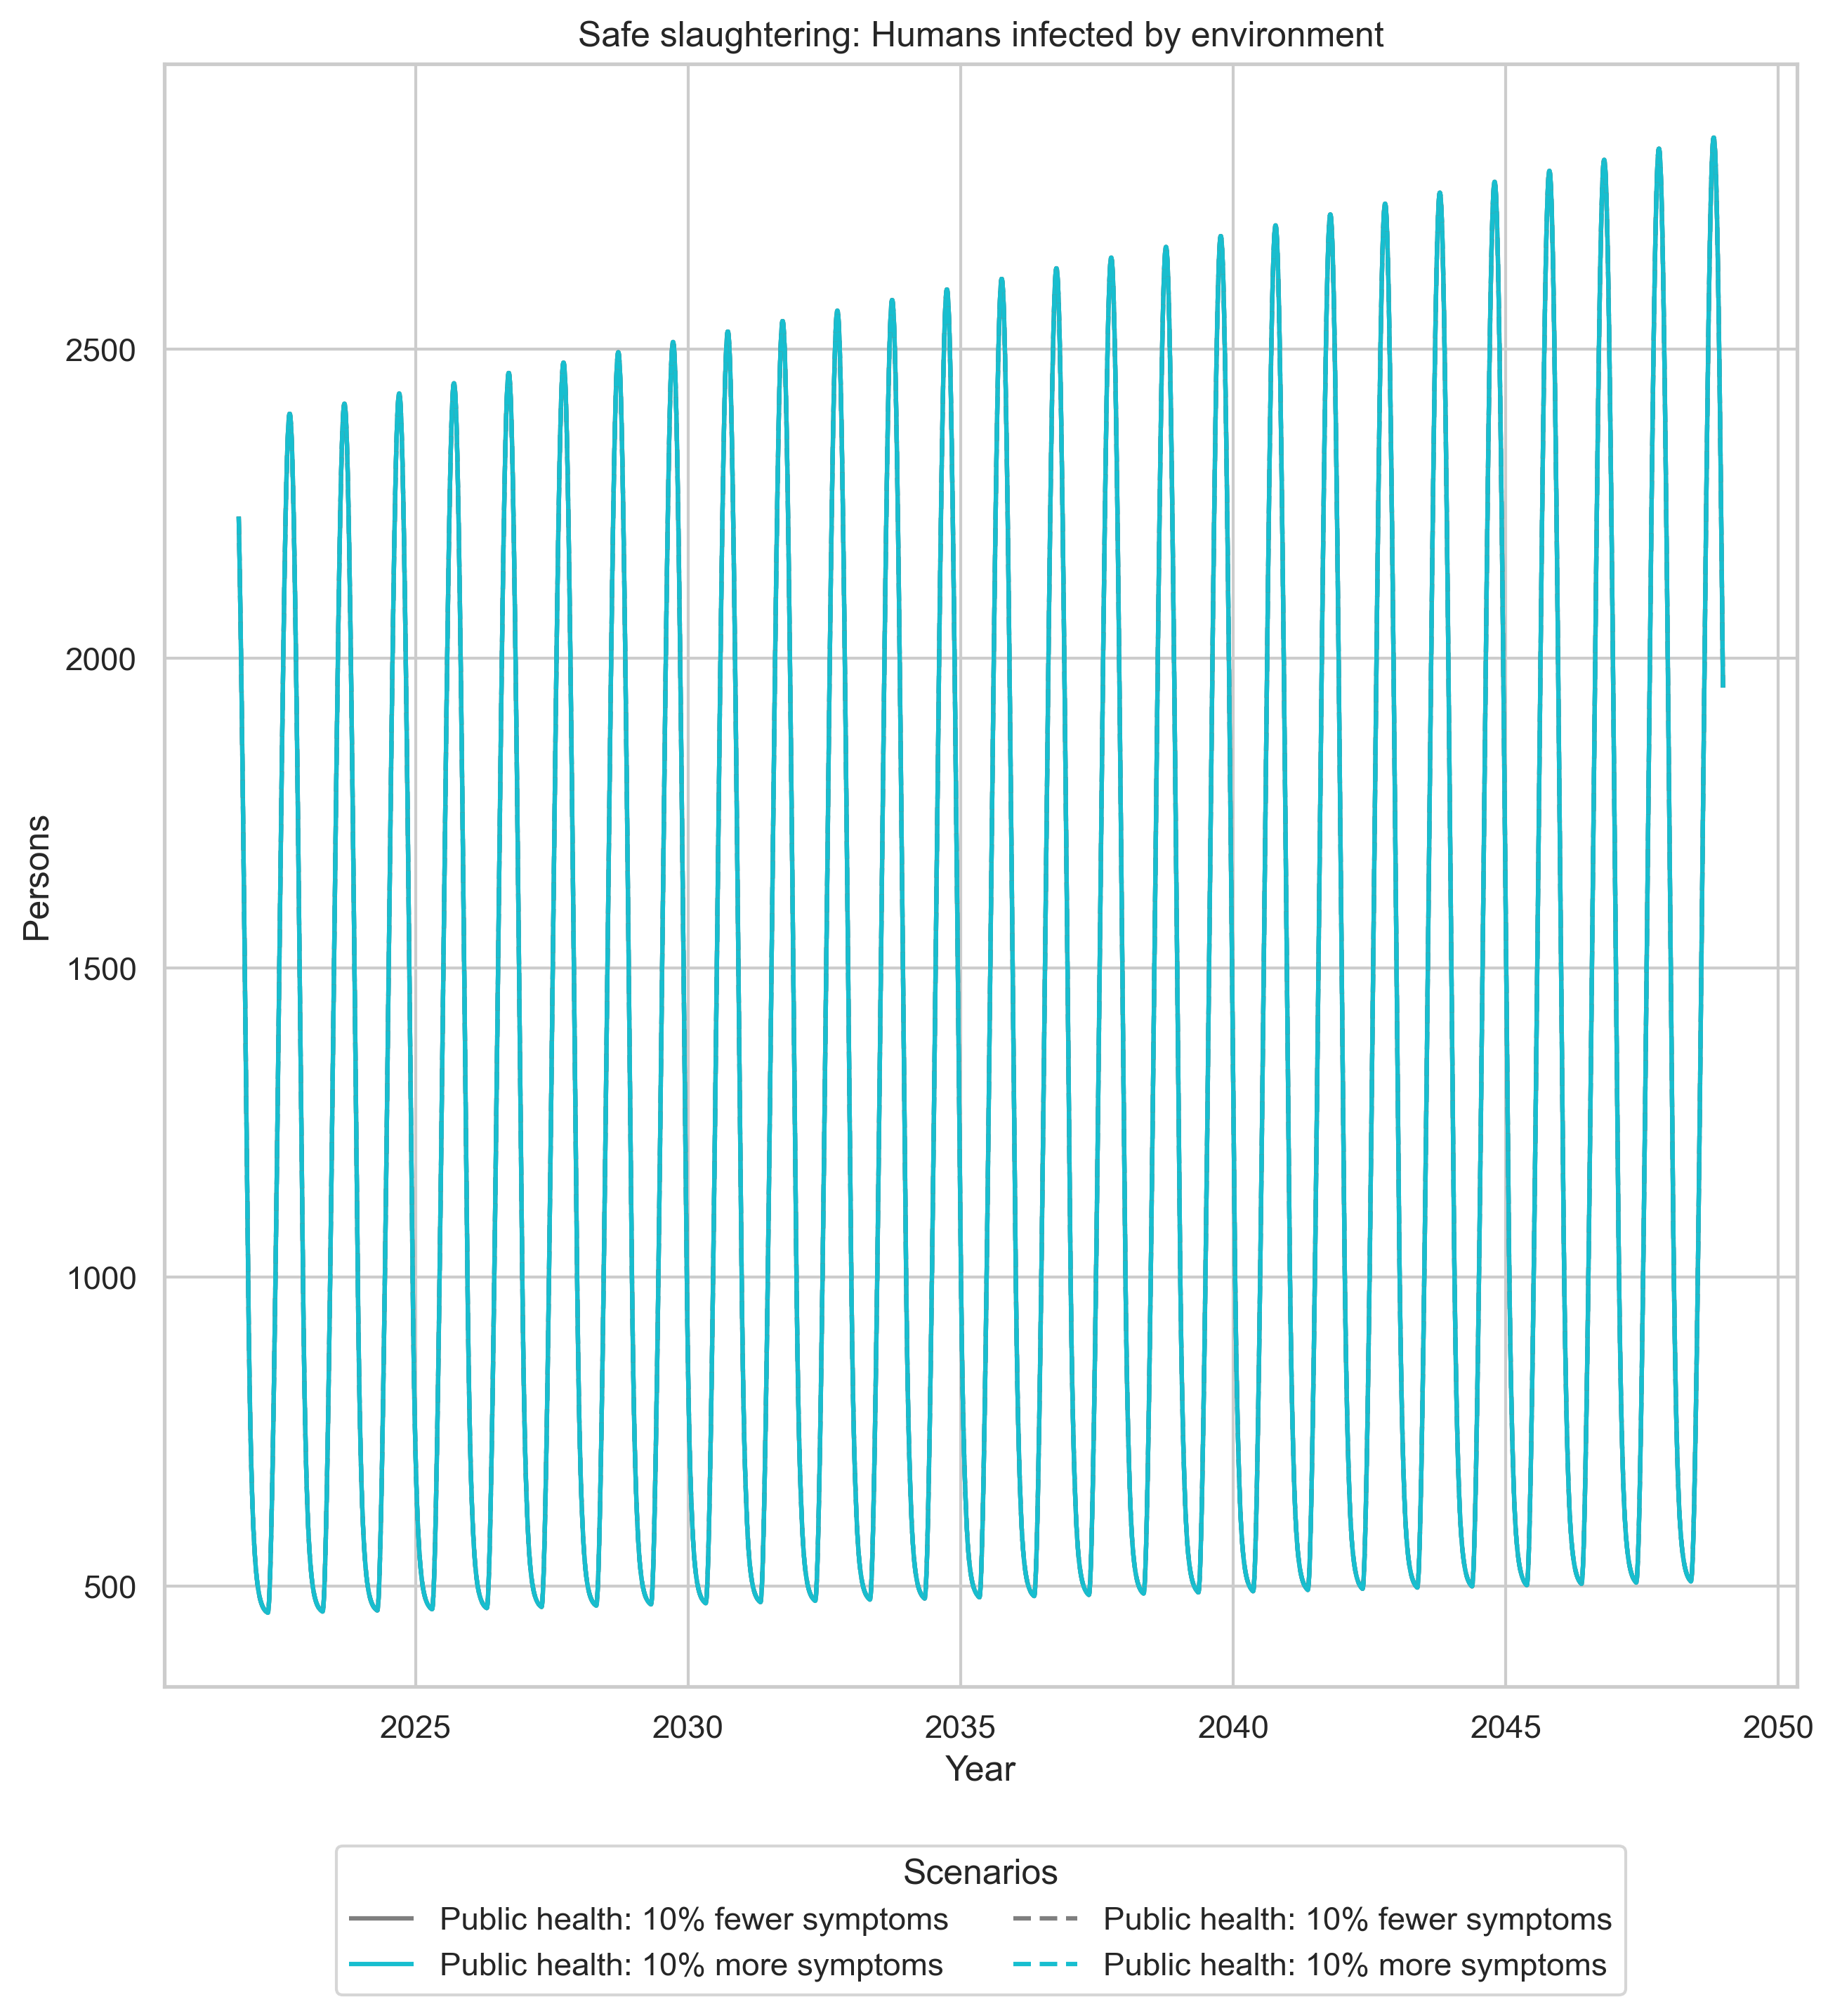 Safe slaughtering: Humans infected by environment
Persons
2500
2000
1500
1000
500
2025 2030 2035 2040 2045 2050
Year
Scenarios
Public health: 10% fewer symptoms Public health: 10% fewer symptoms
Public health: 10% more symptoms Public health: 10% more symptoms